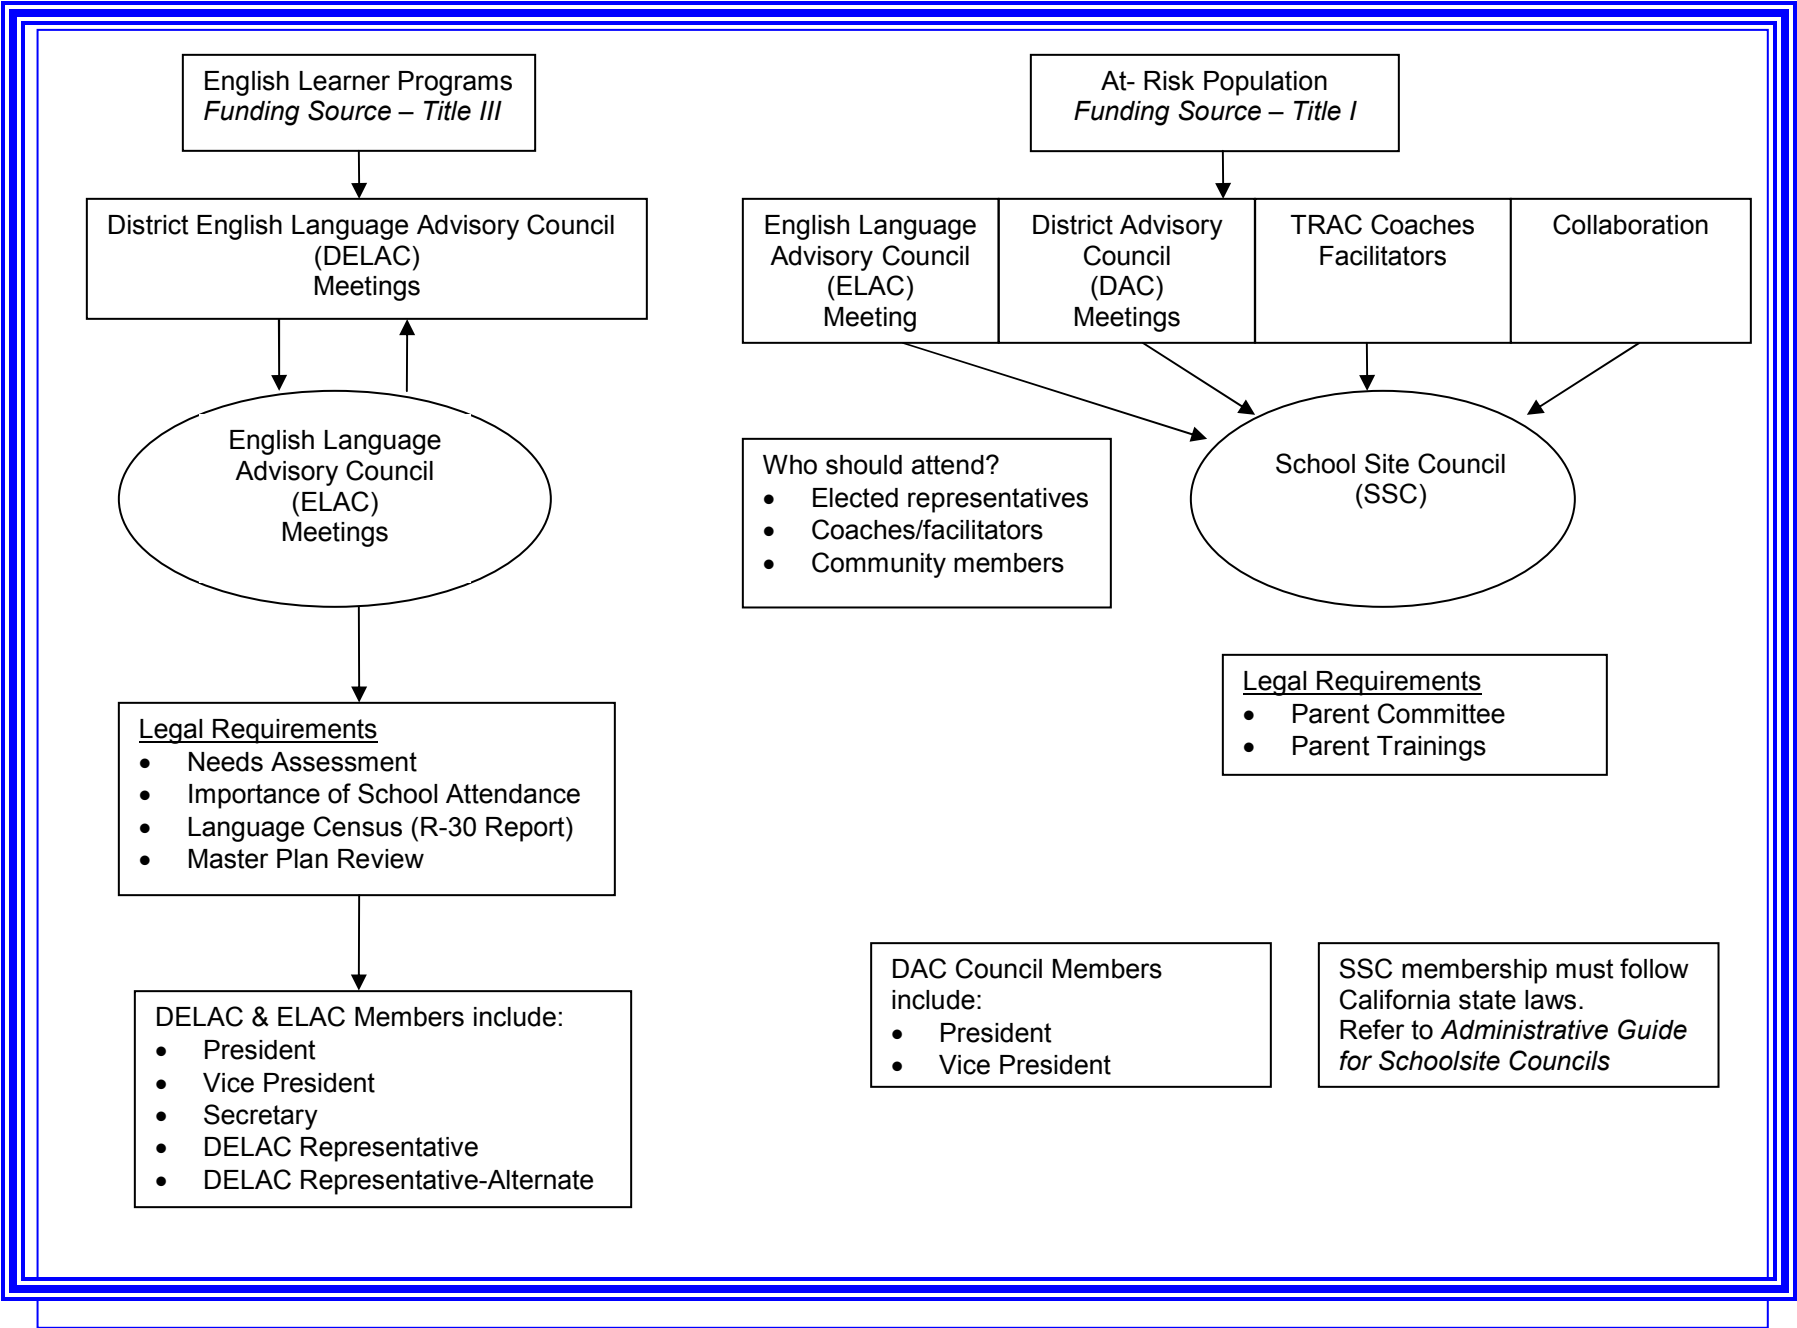 English Learner Programs
Funding Source – Title III
District English Language Advisory Council
(DELAC)
Meetings
English Language
Advisory Council
(ELAC)
Meetings
Legal Requirements
• Needs Assessment
• Importance of School Attendance
• Language Census (R-30 Report)
• Master Plan Review
DELAC & ELAC Members include:
• President
• Vice President
• Secretary
• DELAC Representative
• DELAC Representative-Alternate
At- Risk Population
Funding Source – Title I
English Language
Advisory Council
(ELAC)
Meeting
District Advisory
Council
(DAC)
Meetings
TRAC Coaches
Facilitators
Collaboration
Who should attend?
• Elected representatives
• Coaches/facilitators
• Community members
School Site Council
(SSC)
Legal Requirements
• Parent Committee
• Parent Trainings
DAC Council Members
include:
• President
• Vice President
SSC membership must follow
California state laws.
Refer to Administrative Guide
for Schoolsite Councils